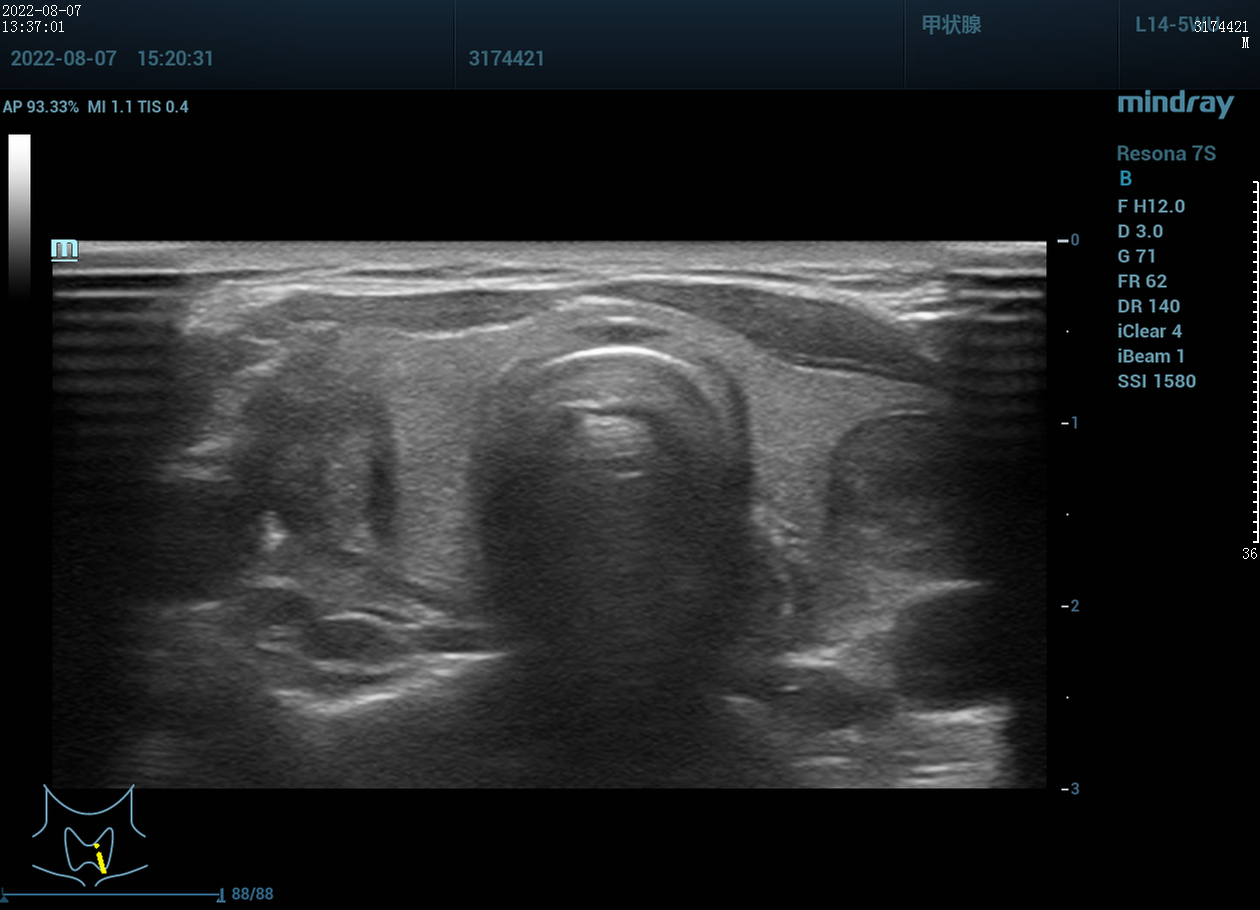 2022-08-07
13:37:01
2022-08-07 15:20:31
3174421
甲状腺
L14-5WU
3174421
M
AP 93.33% MI 1.1 TIS 0.4
mindray
Resona 7S
B
F H12.0
D 3.0
G 71
FR 62
DR 140
iClear 4
iBeam 1
SSI 1580
m
0
1
2
3
36
88/88